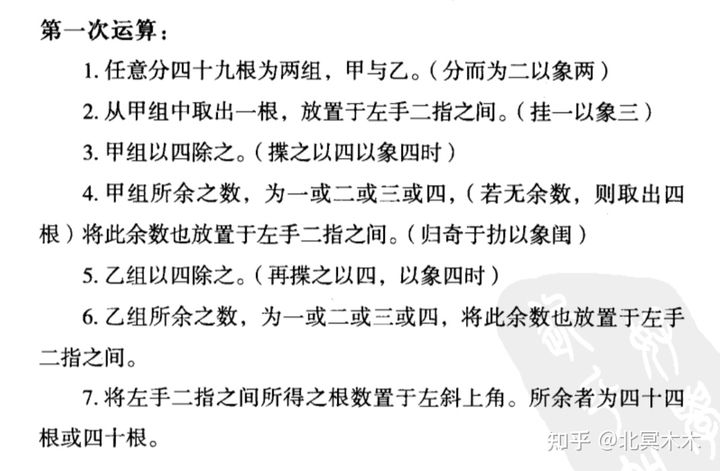 第一次运算：
1. 任意分四十九根为两组，甲与乙。（分而为二以象两）
2. 从甲组中取出一根，放置于左手二指之间。（挂一以象三）
3. 甲组以四除之。（揲之以四以象四时）
4. 甲组所余之数，为一或二或三或四，（若无余数，则取出四
根）将此余数也放置于左手二指之间。（归奇于扐以象闰）
5. 乙组以四除之。（再揲之以四，以象四时）
6. 乙组所余之数，为一或二或三或四，将此余数也放置于左手
二指之间。
7. 将左手二指之间所得之根数置于左斜上角。所余者为四十四
根或四十根。
知乎 @北冥木木